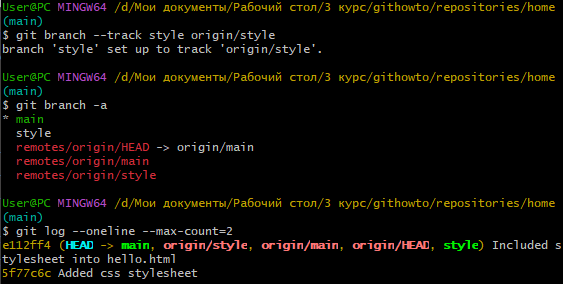 User@PC MINGW64 /d/Мои документы/Рабочий стол/3 курс/githowto/repositories/home
(main)
$ git branch --track style origin/style
branch 'style' set up to track 'origin/style'.
User@PC MINGW64 /d/Мои документы/Рабочий стол/3 курс/githowto/repositories/home
(main)
$ git branch -a
* main
style
remotes/origin/HEAD -> origin/main
remotes/origin/main
remotes/origin/style
User@PC MINGW64 /d/Мои документы/Рабочий стол/3 курс/githowto/repositories/home
(main)
$ git log --oneline --max-count=2
e112ff4 (HEAD -> main, origin/style, origin/main, origin/HEAD, style) Included s
tylesheet into hello.html
5f77c6c Added css stylesheet